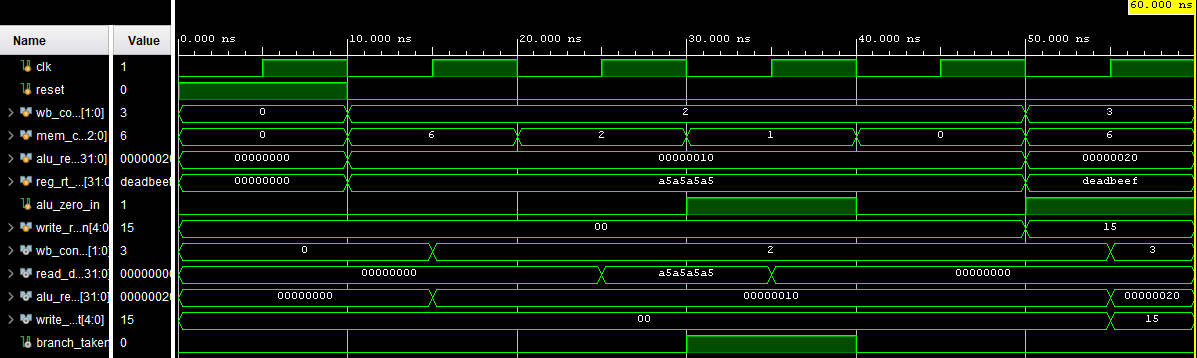 60.000 ns
Name Value 0.000 ns 10.000 ns 20.000 ns 30.000 ns 40.000 ns 50.000 ns
clk 1
reset 0
wb_co...[1:0] 3 0 2 3
mem_c...2:0] 6 0 6 2 1 0 6
alu_re...31:0] 00000020 00000000 00000010 00000020
reg_rt_...[31:0 deadbeef 00000000 a5a5a5a5 deadbeef
alu_zero_in 1
write_r...n[4:0] 15 00 15
wb_con...[1:0] 3 0 2 3
read_d...31:0] 00000000 00000000 a5a5a5a5 00000000
alu_re...[31:0] 00000020 00000000 00000010 00000020
write_...t[4:0] 15 00 15
branch_taken 0